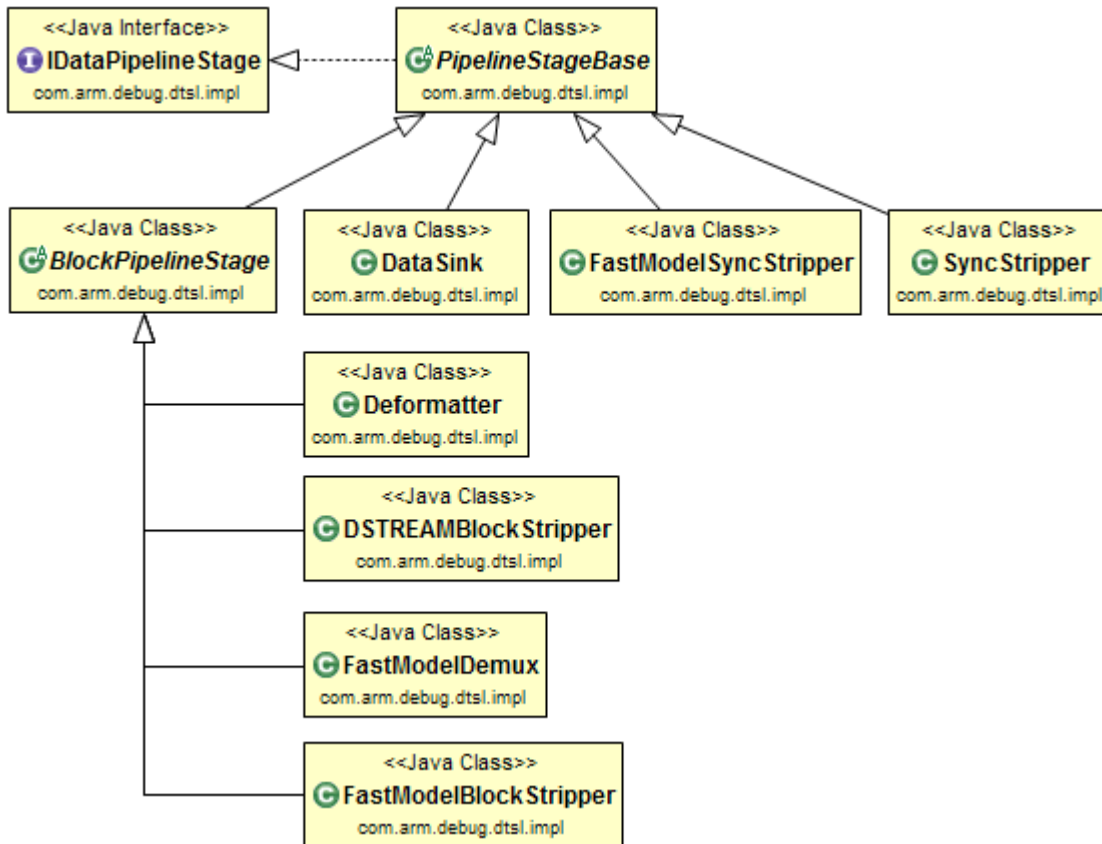 <<Java Interface>>
I IDataPipelineStage
com.arm.debug.dtsl.impl
<<Java Class>>
C A PipelineStageBase
com.arm.debug.dtsl.impl
<<Java Class>>
C A BlockPipelineStage
com.arm.debug.dtsl.impl
<<Java Class>>
C DataSink
com.arm.debug.dtsl.impl
<<Java Class>>
C FastModelSyncStripper
com.arm.debug.dtsl.impl
<<Java Class>>
C SyncStripper
com.arm.debug.dtsl.impl
<<Java Class>>
C Deformatter
com.arm.debug.dtsl.impl
<<Java Class>>
C DSTREAMBlockStripper
com.arm.debug.dtsl.impl
<<Java Class>>
C FastModelDemux
com.arm.debug.dtsl.impl
<<Java Class>>
C FastModelBlockStripper
com.arm.debug.dtsl.impl